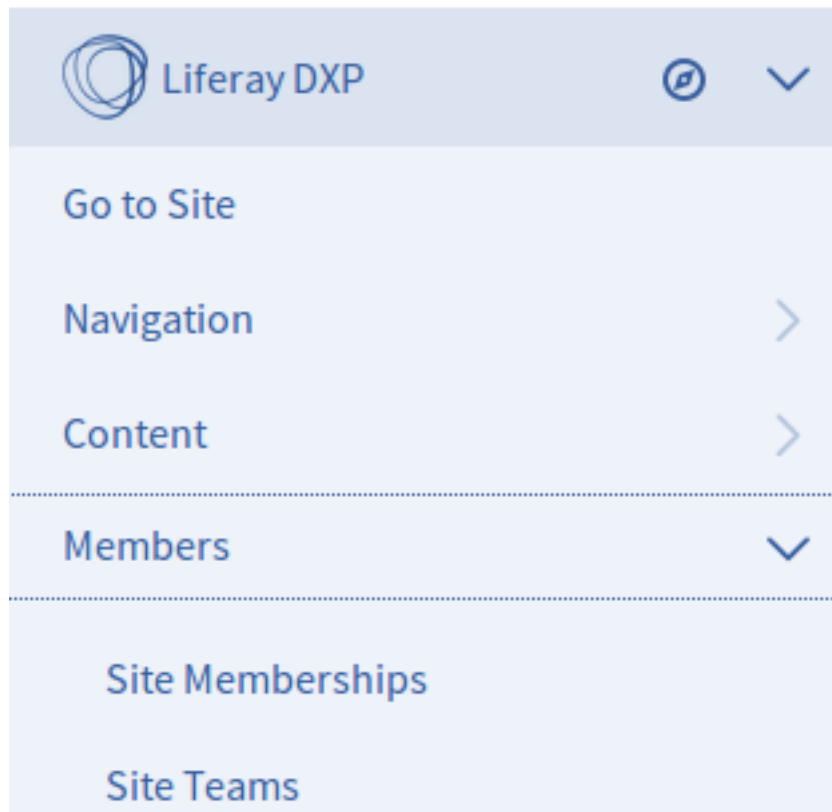 Liferay DXP
Go to Site
Navigation
Content
Members
Site Memberships
Site Teams